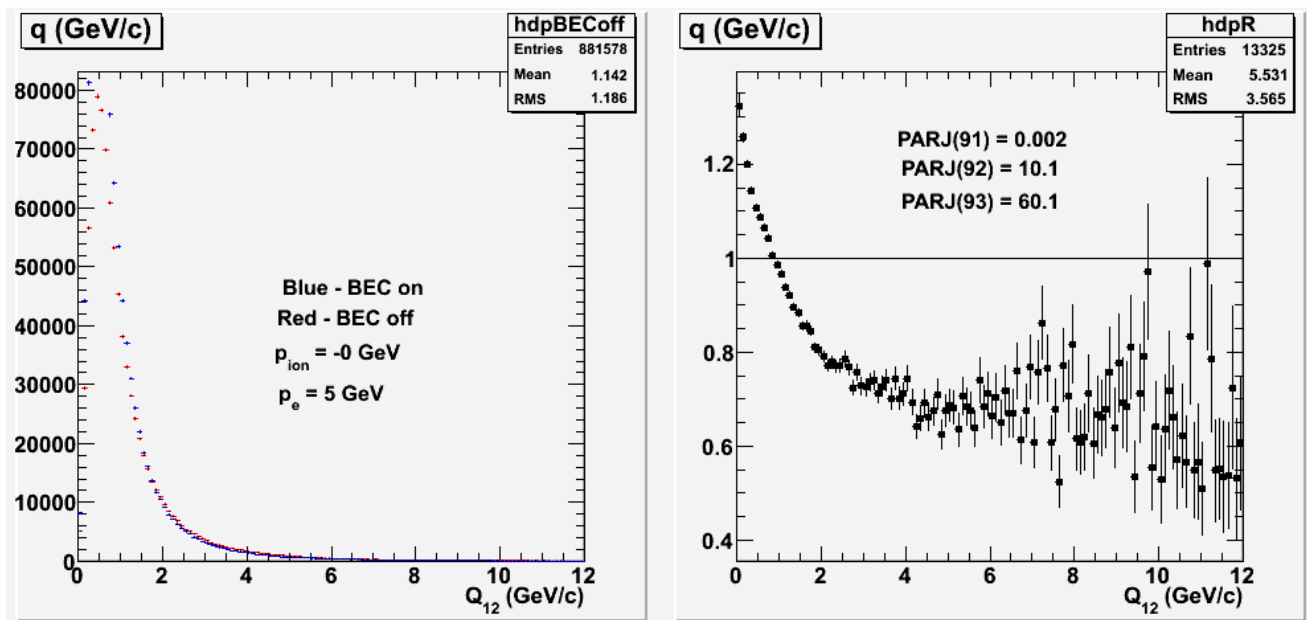 q (GeV/c)
hdpBECoff
Entries 881578
Mean 1.142
RMS 1.186
80000
70000
60000
50000
40000
30000
20000
10000
0
Blue - BEC on
Red - BEC off
p_ion = -0 GeV
p_e = 5 GeV
0 2 4 6 8 10 12
Q_12 (GeV/c)
q (GeV/c)
hdpR
Entries 13325
Mean 5.531
RMS 3.565
1.2
1
0.8
0.6
0.4
PARJ(91) = 0.002
PARJ(92) = 10.1
PARJ(93) = 60.1
0 2 4 6 8 10 12
Q_12 (GeV/c)